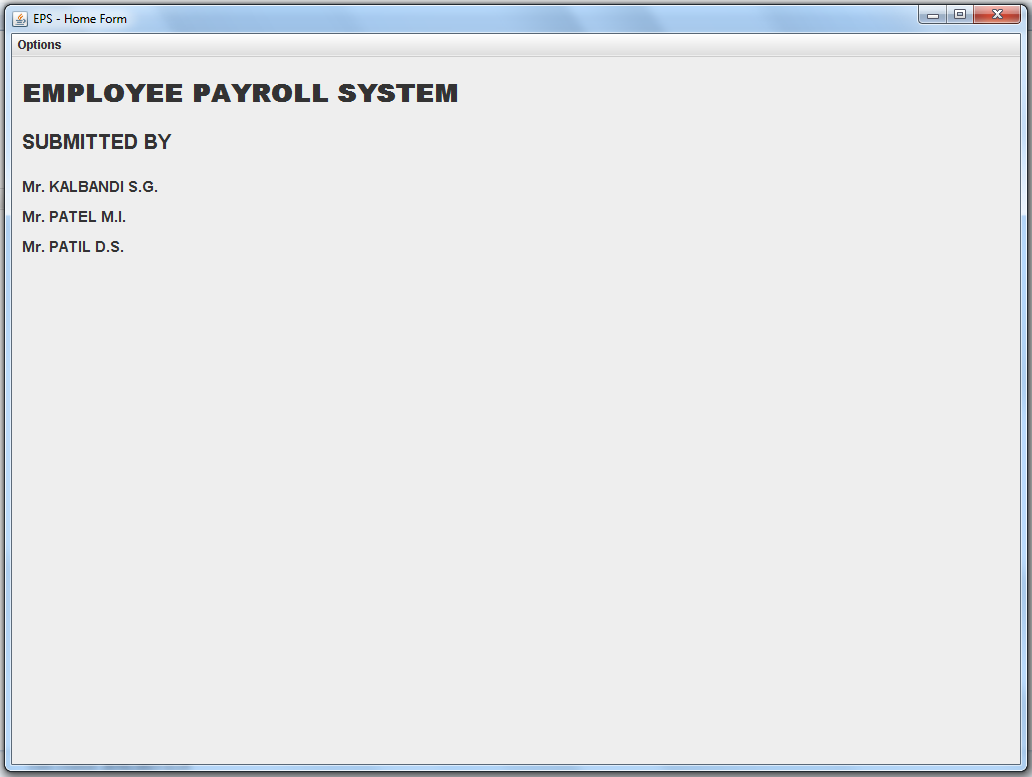 EPS - Home Form
Options
EMPLOYEE PAYROLL SYSTEM
SUBMITTED BY
Mr. KALBANDI S.G.
Mr. PATEL M.I.
Mr. PATIL D.S.